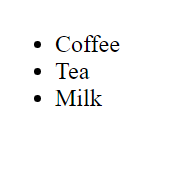 • Coffee
• Tea
• Milk